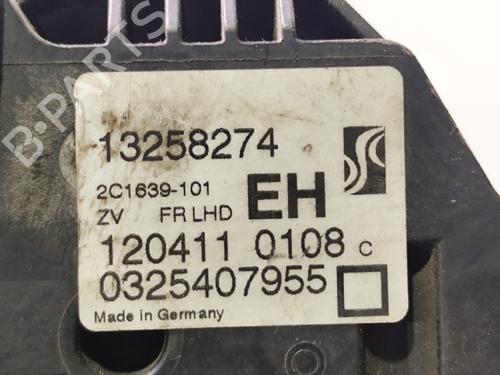 B-PARTS
13258274
2C1639-101
ZV FR LHD EH
120411 0108 C
0325407955
Made in Germany